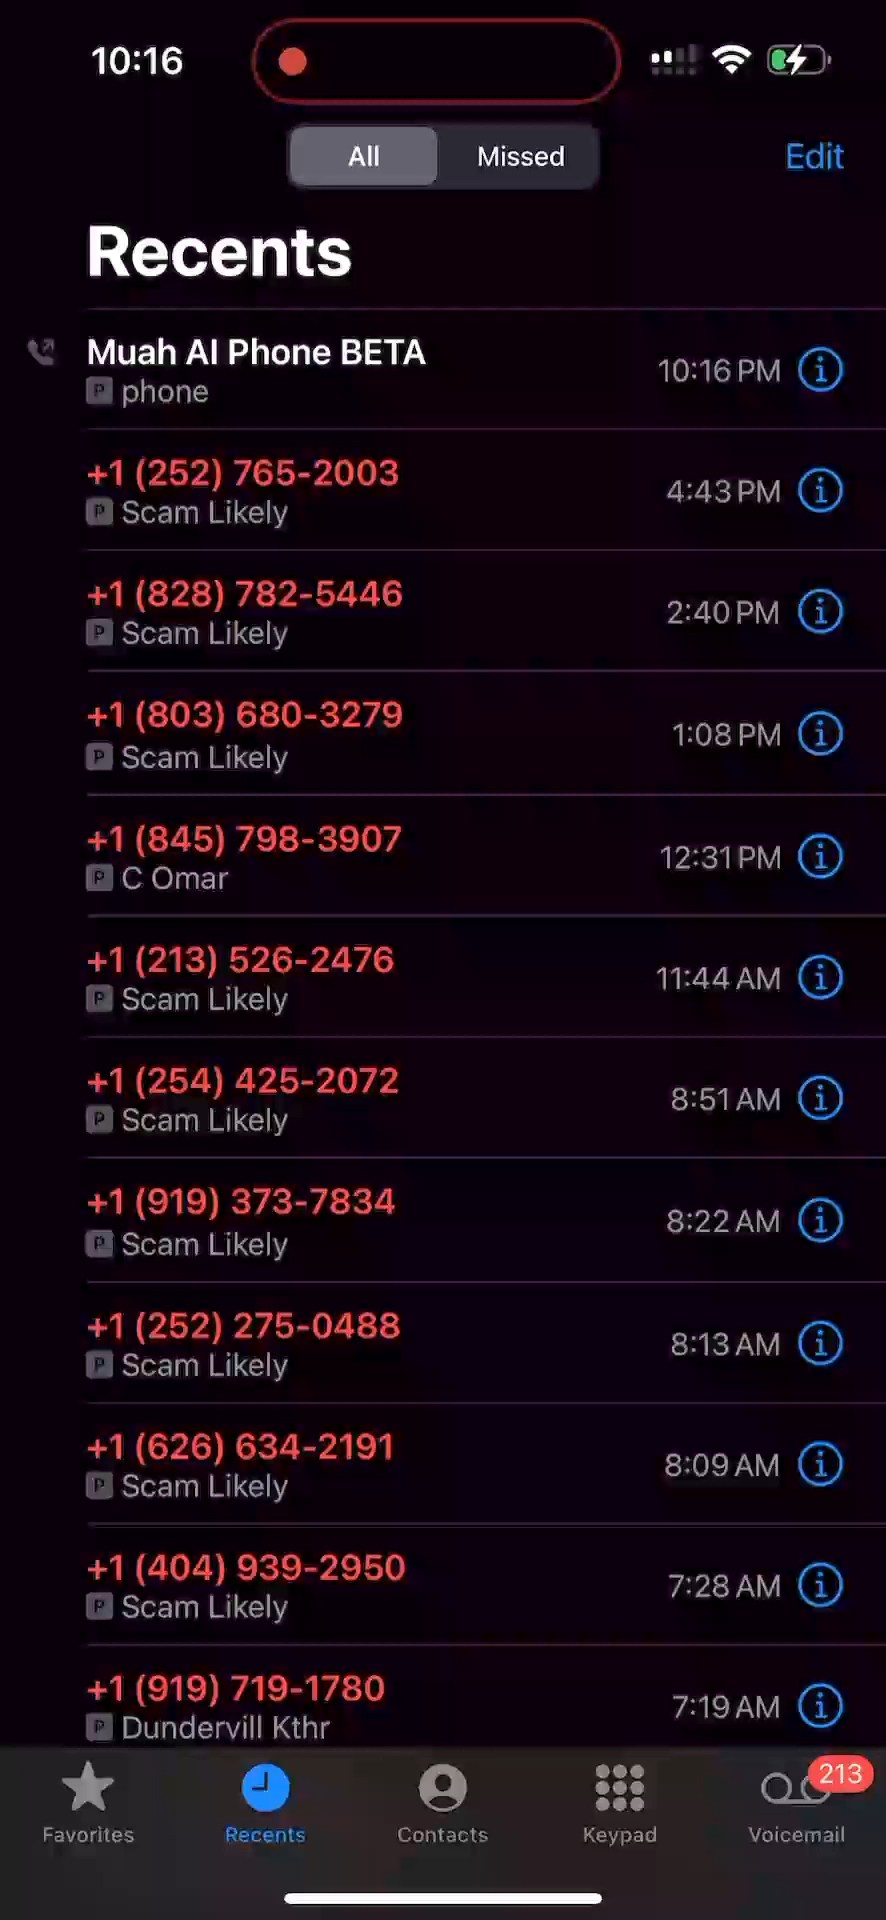 10:16
All
Missed
Edit
Recents
Muah AI Phone BETA
P phone
10:16 PM
+1 (252) 765-2003
P Scam Likely
4:43 PM
+1 (828) 782-5446
P Scam Likely
2:40 PM
+1 (803) 680-3279
P Scam Likely
1:08 PM
+1 (845) 798-3907
P C Omar
12:31 PM
+1 (213) 526-2476
P Scam Likely
11:44 AM
+1 (254) 425-2072
P Scam Likely
8:51 AM
+1 (919) 373-7834
P Scam Likely
8:22 AM
+1 (252) 275-0488
P Scam Likely
8:13 AM
+1 (626) 634-2191
P Scam Likely
8:09 AM
+1 (404) 939-2950
P Scam Likely
7:28 AM
+1 (919) 719-1780
P Dundervill Kthr
7:19 AM
213
Favorites
Recents
Contacts
Keypad
Voicemail